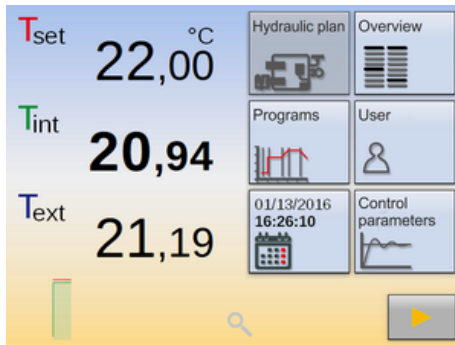 Tset
°C
22,00
Tint
20,94
Text
21,19
Hydraulic plan
Overview
Programs
User
01/13/2016
16:26:10
Control
parameters